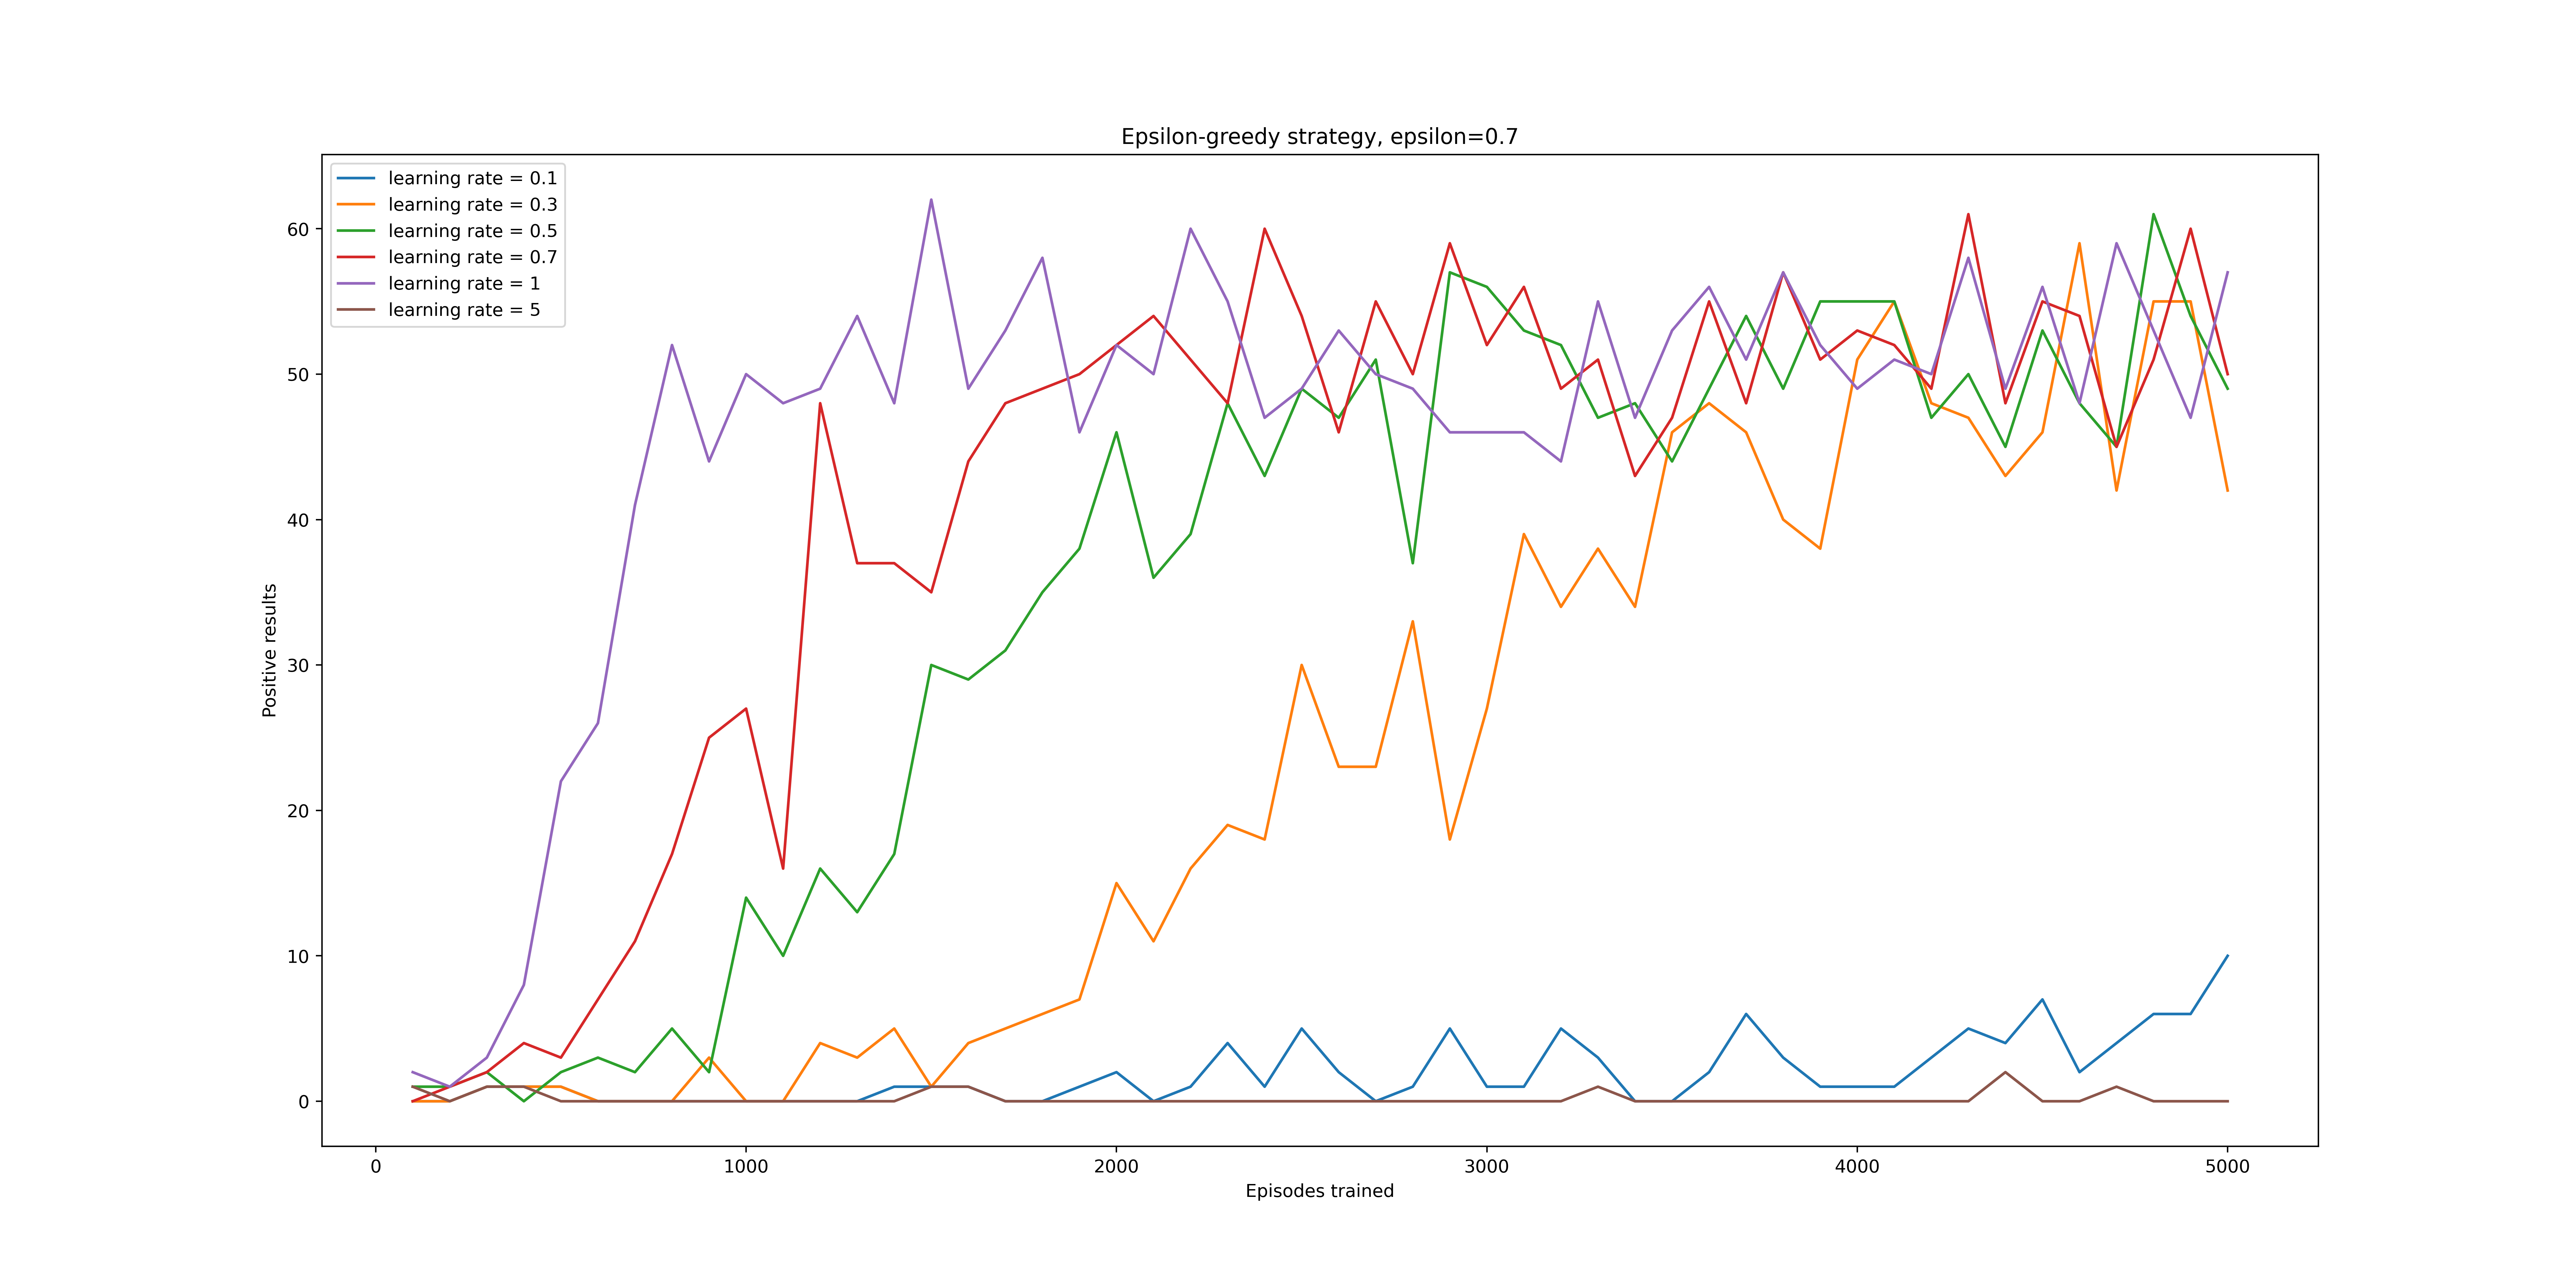 Epsilon-greedy strategy, epsilon=0.7
learning rate = 0.1
learning rate = 0.3
learning rate = 0.5
learning rate = 0.7
learning rate = 1
learning rate = 5
60
50
40
30
20
10
0
Positive results
0 1000 2000 3000 4000 5000
Episodes trained